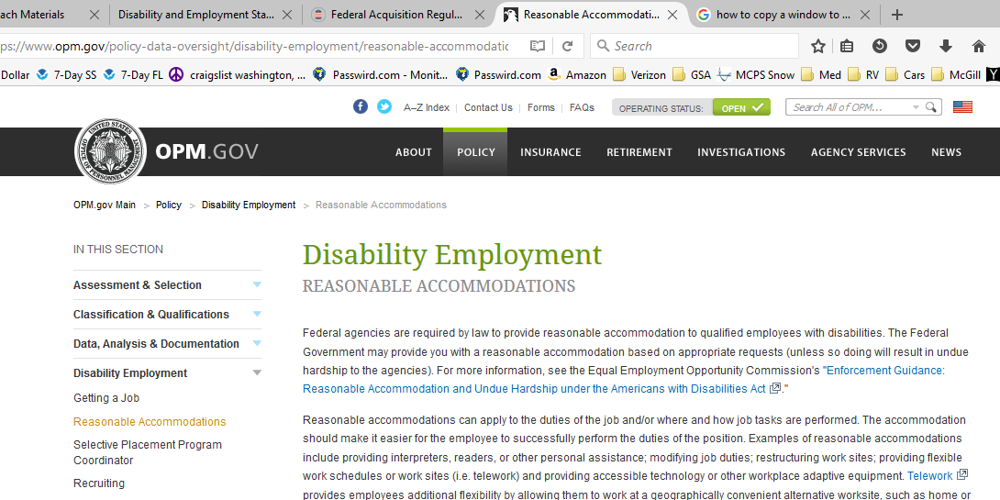 ach Materials
Disability and Employment Sta...
Federal Acquisition Regul...
Reasonable Accommodati...
how to copy a window to ...
ps://www.opm.gov/policy-data-oversight/disability-employment/reasonable-accommodatic
Search
Dollar 7-Day SS 7-Day FL craigslist washington, ... Passwird.com - Monit... Passwird.com Amazon Verizon GSA MCPS Snow Med RV Cars McGill
A–Z Index Contact Us Forms FAQs OPERATING STATUS: OPEN Search All of OPM...
UNITED STATES OFFICE OF PERSONNEL MANAGEMENT
OPM.GOV ABOUT POLICY INSURANCE RETIREMENT INVESTIGATIONS AGENCY SERVICES NEWS
OPM.gov Main > Policy > Disability Employment > Reasonable Accommodations
IN THIS SECTION
Assessment & Selection
Classification & Qualifications
Data, Analysis & Documentation
Disability Employment
Getting a Job
Reasonable Accommodations
Selective Placement Program
Coordinator
Recruiting
Disability Employment
REASONABLE ACCOMMODATIONS
Federal agencies are required by law to provide reasonable accommodation to qualified employees with disabilities. The Federal
Government may provide you with a reasonable accommodation based on appropriate requests (unless so doing will result in undue
hardship to the agencies). For more information, see the Equal Employment Opportunity Commission's "Enforcement Guidance:
Reasonable Accommodation and Undue Hardship under the Americans with Disabilities Act ."
Reasonable accommodations can apply to the duties of the job and/or where and how job tasks are performed. The accommodation
should make it easier for the employee to successfully perform the duties of the position. Examples of reasonable accommodations
include providing interpreters, readers, or other personal assistance; modifying job duties; restructuring work sites; providing flexible
work schedules or work sites (i.e. telework) and providing accessible technology or other workplace adaptive equipment. Telework
provides employees additional flexibility by allowing them to work at a geographically convenient alternative worksite, such as home or